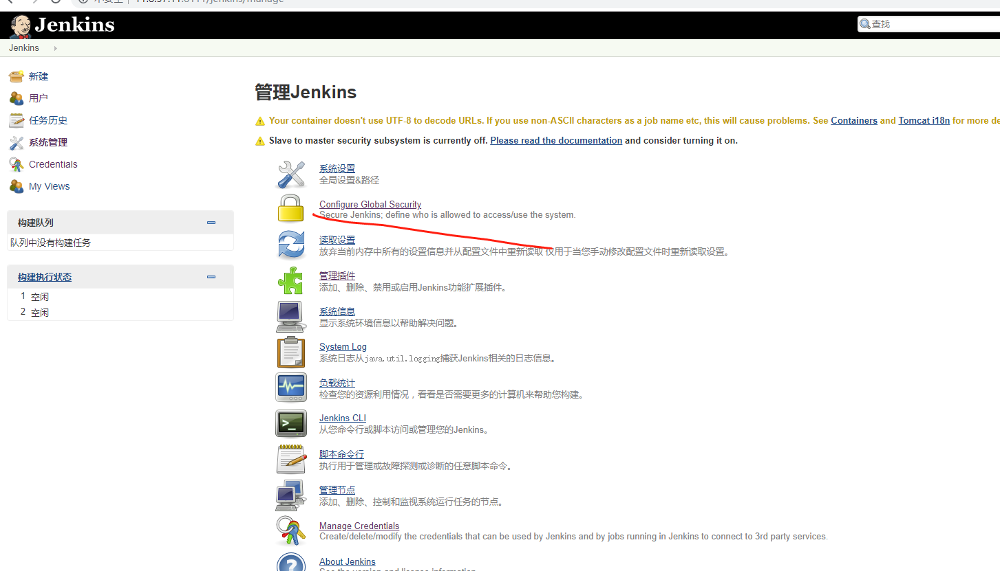 Jenkins
查找
Jenkins
新建
用户
任务历史
系统管理
Credentials
My Views
构建队列
队列中没有构建任务
构建执行状态
1 空闲
2 空闲
管理Jenkins
Your container doesn't use UTF-8 to decode URLs. If you use non-ASCII characters as a job name etc, this will cause problems. See Containers and Tomcat i18n for more de
Slave to master security subsystem is currently off. Please read the documentation and consider turning it on.
系统设置
全局设置&路径
Configure Global Security
Secure Jenkins; define who is allowed to access/use the system.
读取设置
放弃当前内存中所有的设置信息并从配置文件中重新读取 仅用于当您手动修改配置文件时重新读取设置。
管理插件
添加、删除、禁用或启用Jenkins功能扩展插件。
系统信息
显示系统环境信息以帮助解决问题。
System Log
系统日志从java.util.logging捕获Jenkins相关的日志信息。
负载统计
检查您的资源利用情况，看看是否需要更多的计算机来帮助您构建。
Jenkins CLI
从您命令行或脚本访问或管理您的Jenkins。
脚本命令行
执行用于管理或故障探测或诊断的任意脚本命令。
管理节点
添加、删除、控制和监视系统运行任务的节点。
Manage Credentials
Create/delete/modify the credentials that can be used by Jenkins and by jobs running in Jenkins to connect to 3rd party services.
About Jenkins